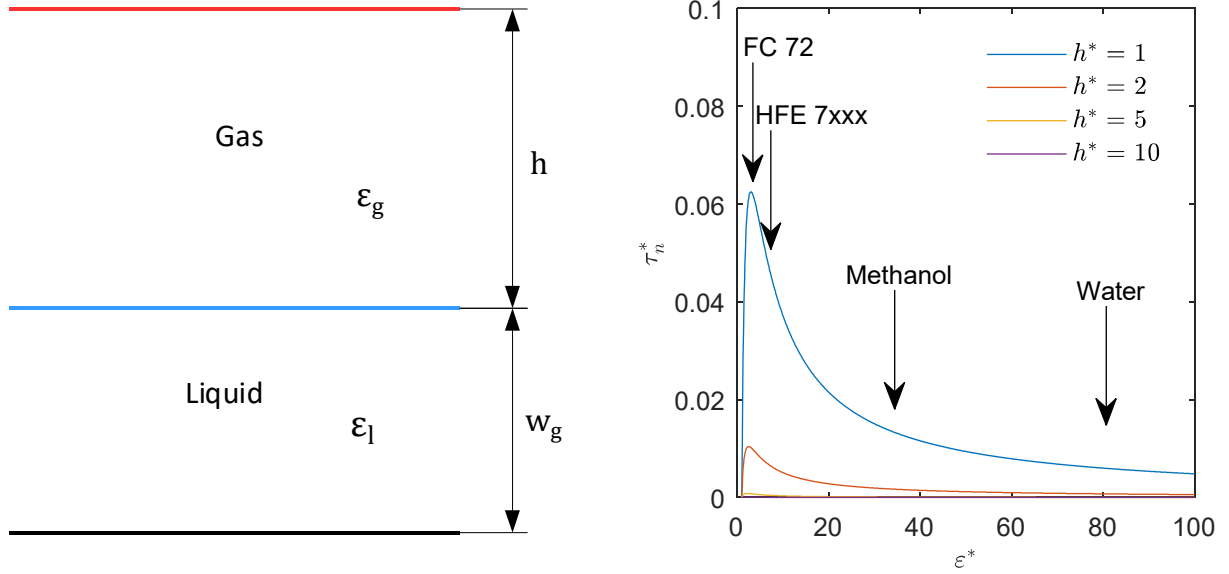 Gas
εg
h
Liquid
εl
wg
0.1
0.08
0.06
0.04
0.02
0
τn*
FC 72
HFE 7xxx
Methanol
Water
h* = 1
h* = 2
h* = 5
h* = 10
0 20 40 60 80 100
ε*